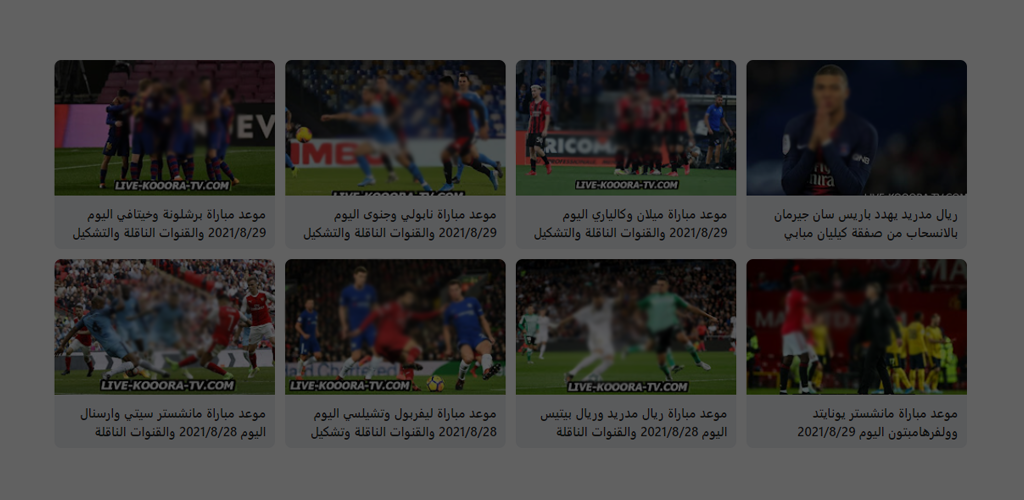 ريال مدريد يهدد باريس سان جيرمان
بالانسحاب من صفقة كيليان مبابي
RICOM
LIVE-KOOORA-TV.COM
موعد مباراة ميلان وكالياري اليوم
2021/8/29 والقنوات الناقلة والتشكيل
IMB
LIVE-KOOORA-TV.COM
موعد مباراة نابولي وجنوى اليوم
2021/8/29 والقنوات الناقلة والتشكيل
EV
LIVE-KOOORA-TV.COM
موعد مباراة برشلونة وخيتافي اليوم
2021/8/29 والقنوات الناقلة والتشكيل
موعد مباراة مانشستر يونايتد
وولفرهامبتون اليوم 2021/8/29
LIVE-KOOORA-TV.COM
موعد مباراة ريال مدريد وريال بيتيس
اليوم 2021/8/28 والقنوات الناقلة
LIVE-KOOORA-TV.COM
موعد مباراة ليفربول وتشيلسي اليوم
2021/8/28 والقنوات الناقلة وتشكيل
LIVE-KOOORA-TV.COM
موعد مباراة مانشستر سيتي وارسنال
اليوم 2021/8/28 والقنوات الناقلة